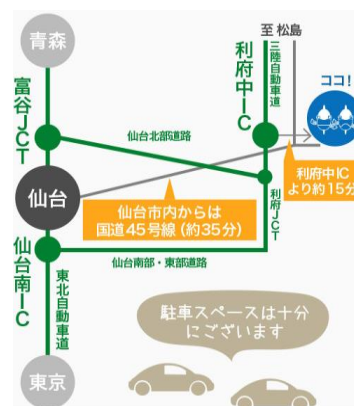 至 松島
青森
三陸自動車道
利府中IC
ココ!
富谷JCT
仙台北部道路
利府中IC
より約15分
仙台
仙台市内からは
国道45号線(約35分)
利府JCT
仙台南IC
仙台南部・東部道路
東北自動車道
駐車スペースは十分
にございます
東京